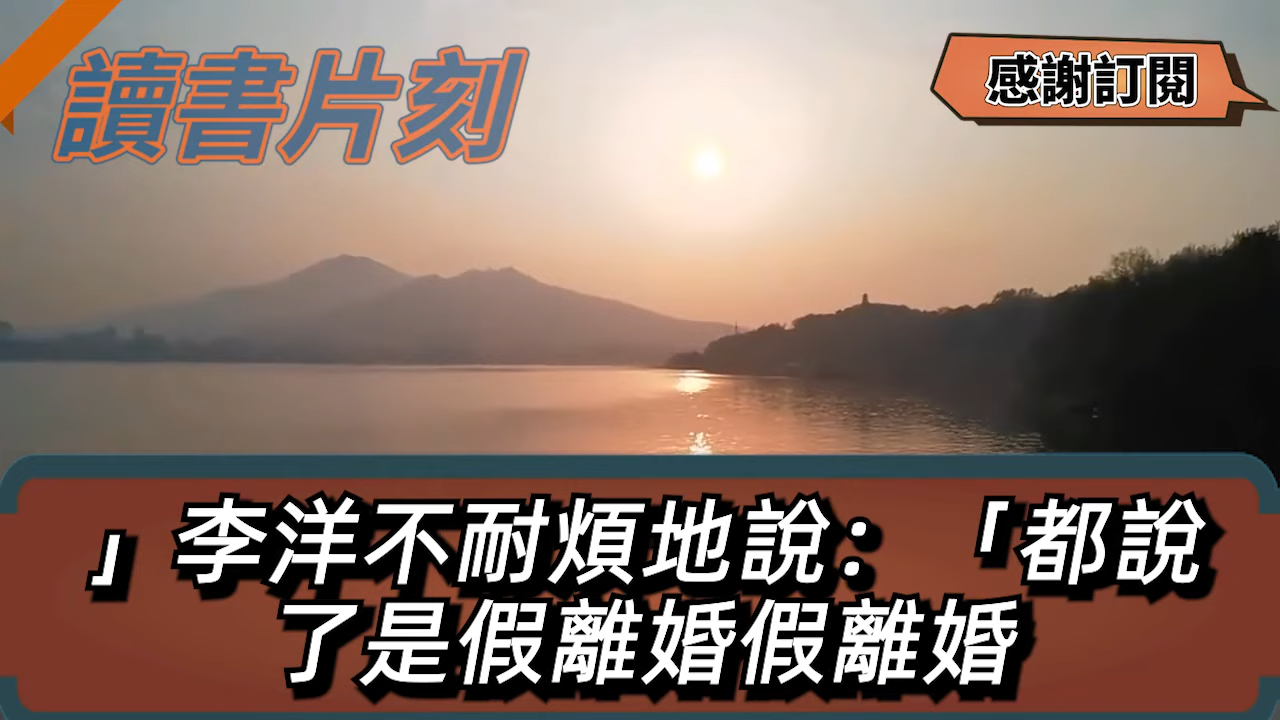 讀書片刻
感謝訂閱
」李洋不耐煩地說：「都說
了是假離婚假離婚